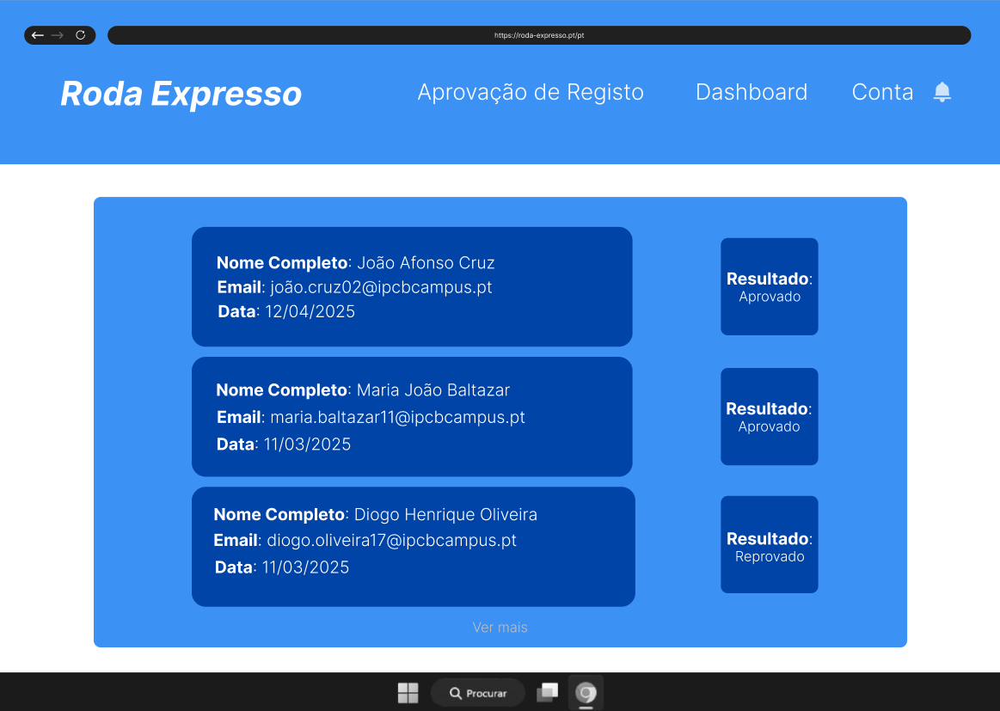 https://roda-expresso.pt/pt
Roda Expresso
Aprovação de Registo
Dashboard
Conta
Nome Completo: João Afonso Cruz
Email: joão.cruz02@ipcbcampus.pt
Data: 12/04/2025
Resultado:
Aprovado
Nome Completo: Maria João Baltazar
Email: maria.baltazar11@ipcbcampus.pt
Data: 11/03/2025
Resultado:
Aprovado
Nome Completo: Diogo Henrique Oliveira
Email: diogo.oliveira17@ipcbcampus.pt
Data: 11/03/2025
Resultado:
Reprovado
Ver mais
Procurar